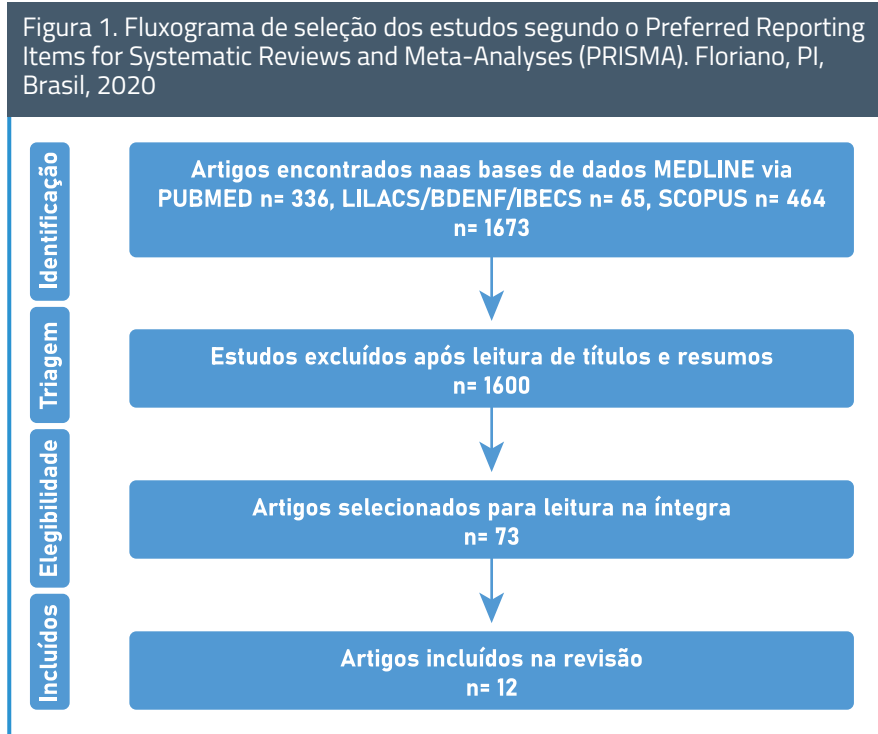 Figura 1. Fluxograma de seleção dos estudos segundo o Preferred Reporting
Items for Systematic Reviews and Meta-Analyses (PRISMA). Floriano, PI,
Brasil, 2020
Identificação
Artigos encontrados naas bases de dados MEDLINE via
PUBMED n= 336, LILACS/BDENF/IBECS n= 65, SCOPUS n= 464
n= 1673
Triagem
Estudos excluídos após leitura de títulos e resumos
n= 1600
Elegibilidade
Artigos selecionados para leitura na íntegra
n= 73
Incluídos
Artigos incluídos na revisão
n= 12